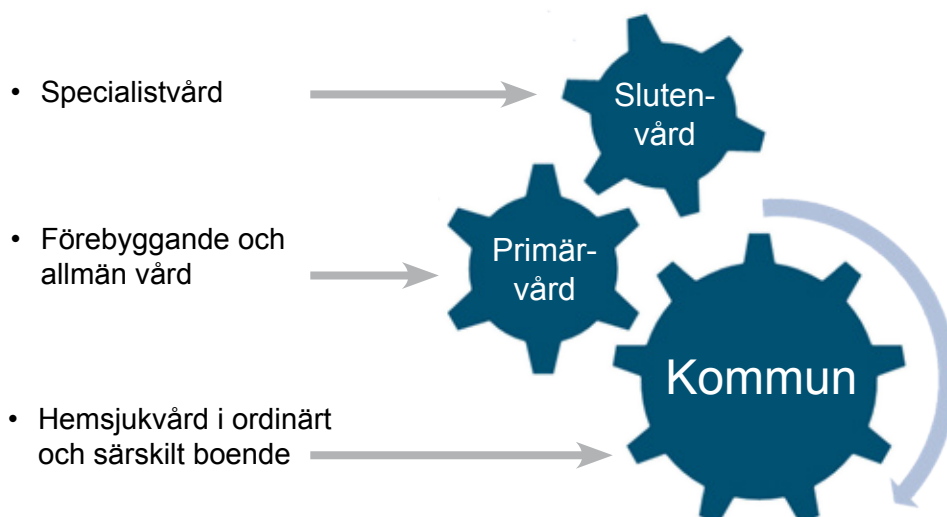 • Specialistvård
Sluten-
vård
• Förebyggande och
allmän vård
Primär-
vård
• Hemsjukvård i ordinärt
och särskilt boende
Kommun